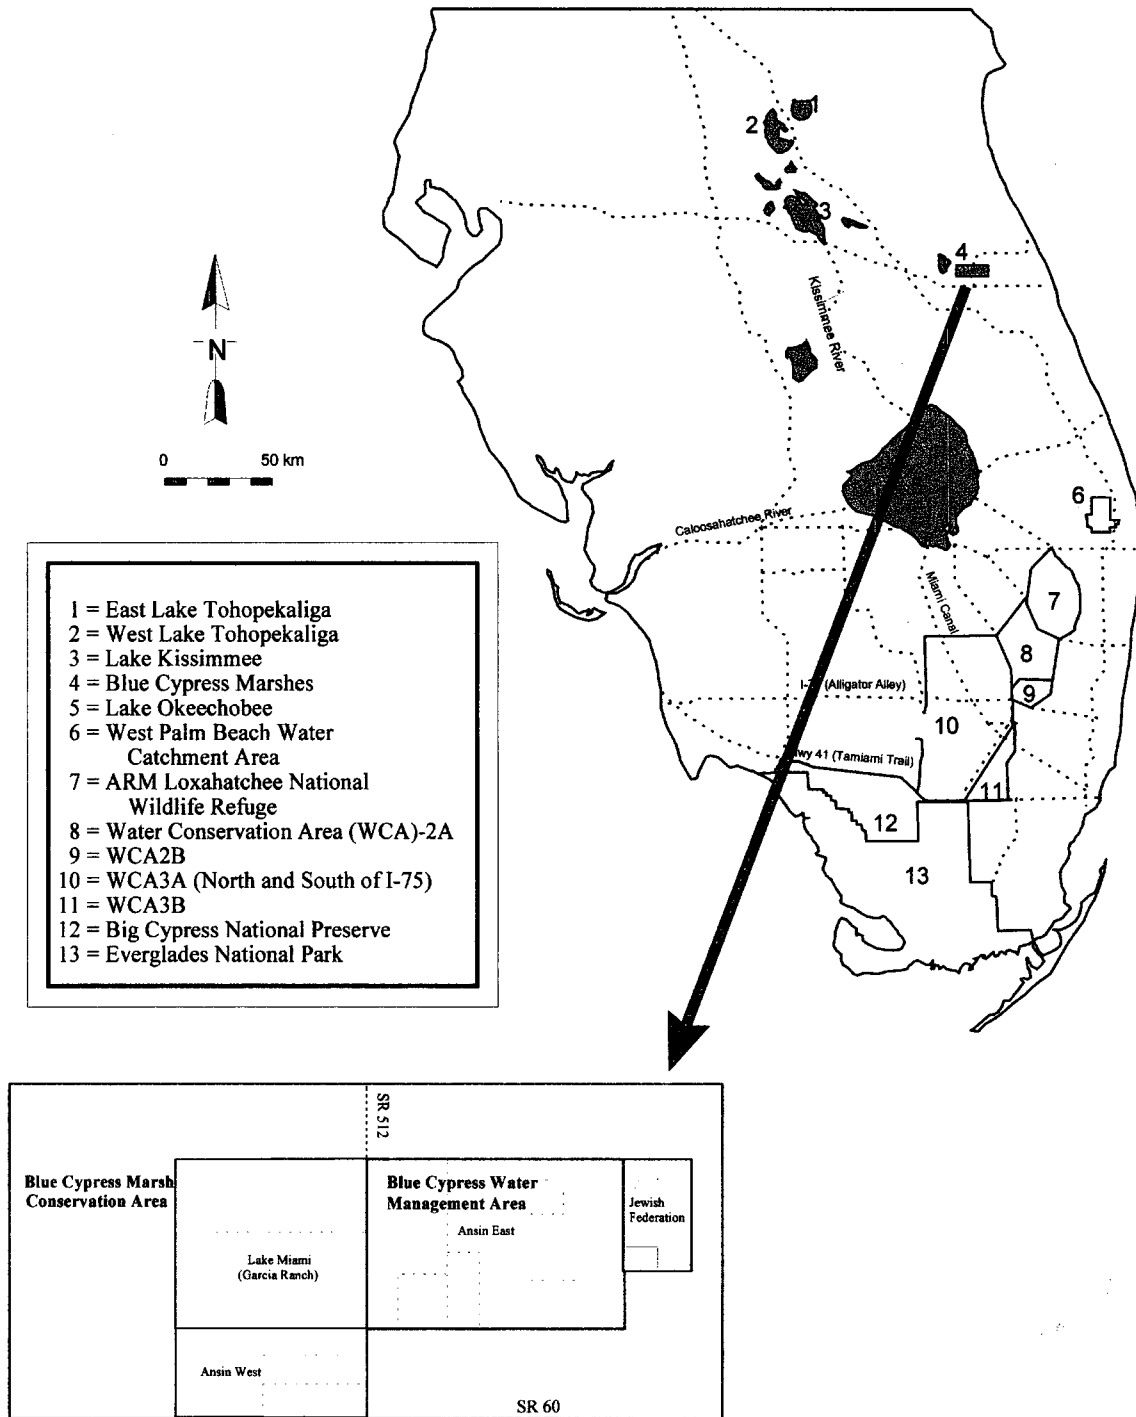 1
2
3
4
Kissimmee River
N
0 50 km
6
Caloosahatchee River
Miami Canal
7
8
9
(Alligator Alley)
10
41 (Tamiami Trail)
11
12
13
1 = East Lake Tohopekaliga
2 = West Lake Tohopekaliga
3 = Lake Kissimmee
4 = Blue Cypress Marshes
5 = Lake Okeechobee
6 = West Palm Beach Water
Catchment Area
7 = ARM Loxahatchee National
Wildlife Refuge
8 = Water Conservation Area (WCA)-2A
9 = WCA2B
10 = WCA3A (North and South of I-75)
11 = WCA3B
12 = Big Cypress National Preserve
13 = Everglades National Park
SR 512
Blue Cypress Marsh
Conservation Area
Blue Cypress Water
Management Area
Ansin East
Jewish
Federation
Lake Miami
(Garcia Ranch)
Ansin West
SR 60